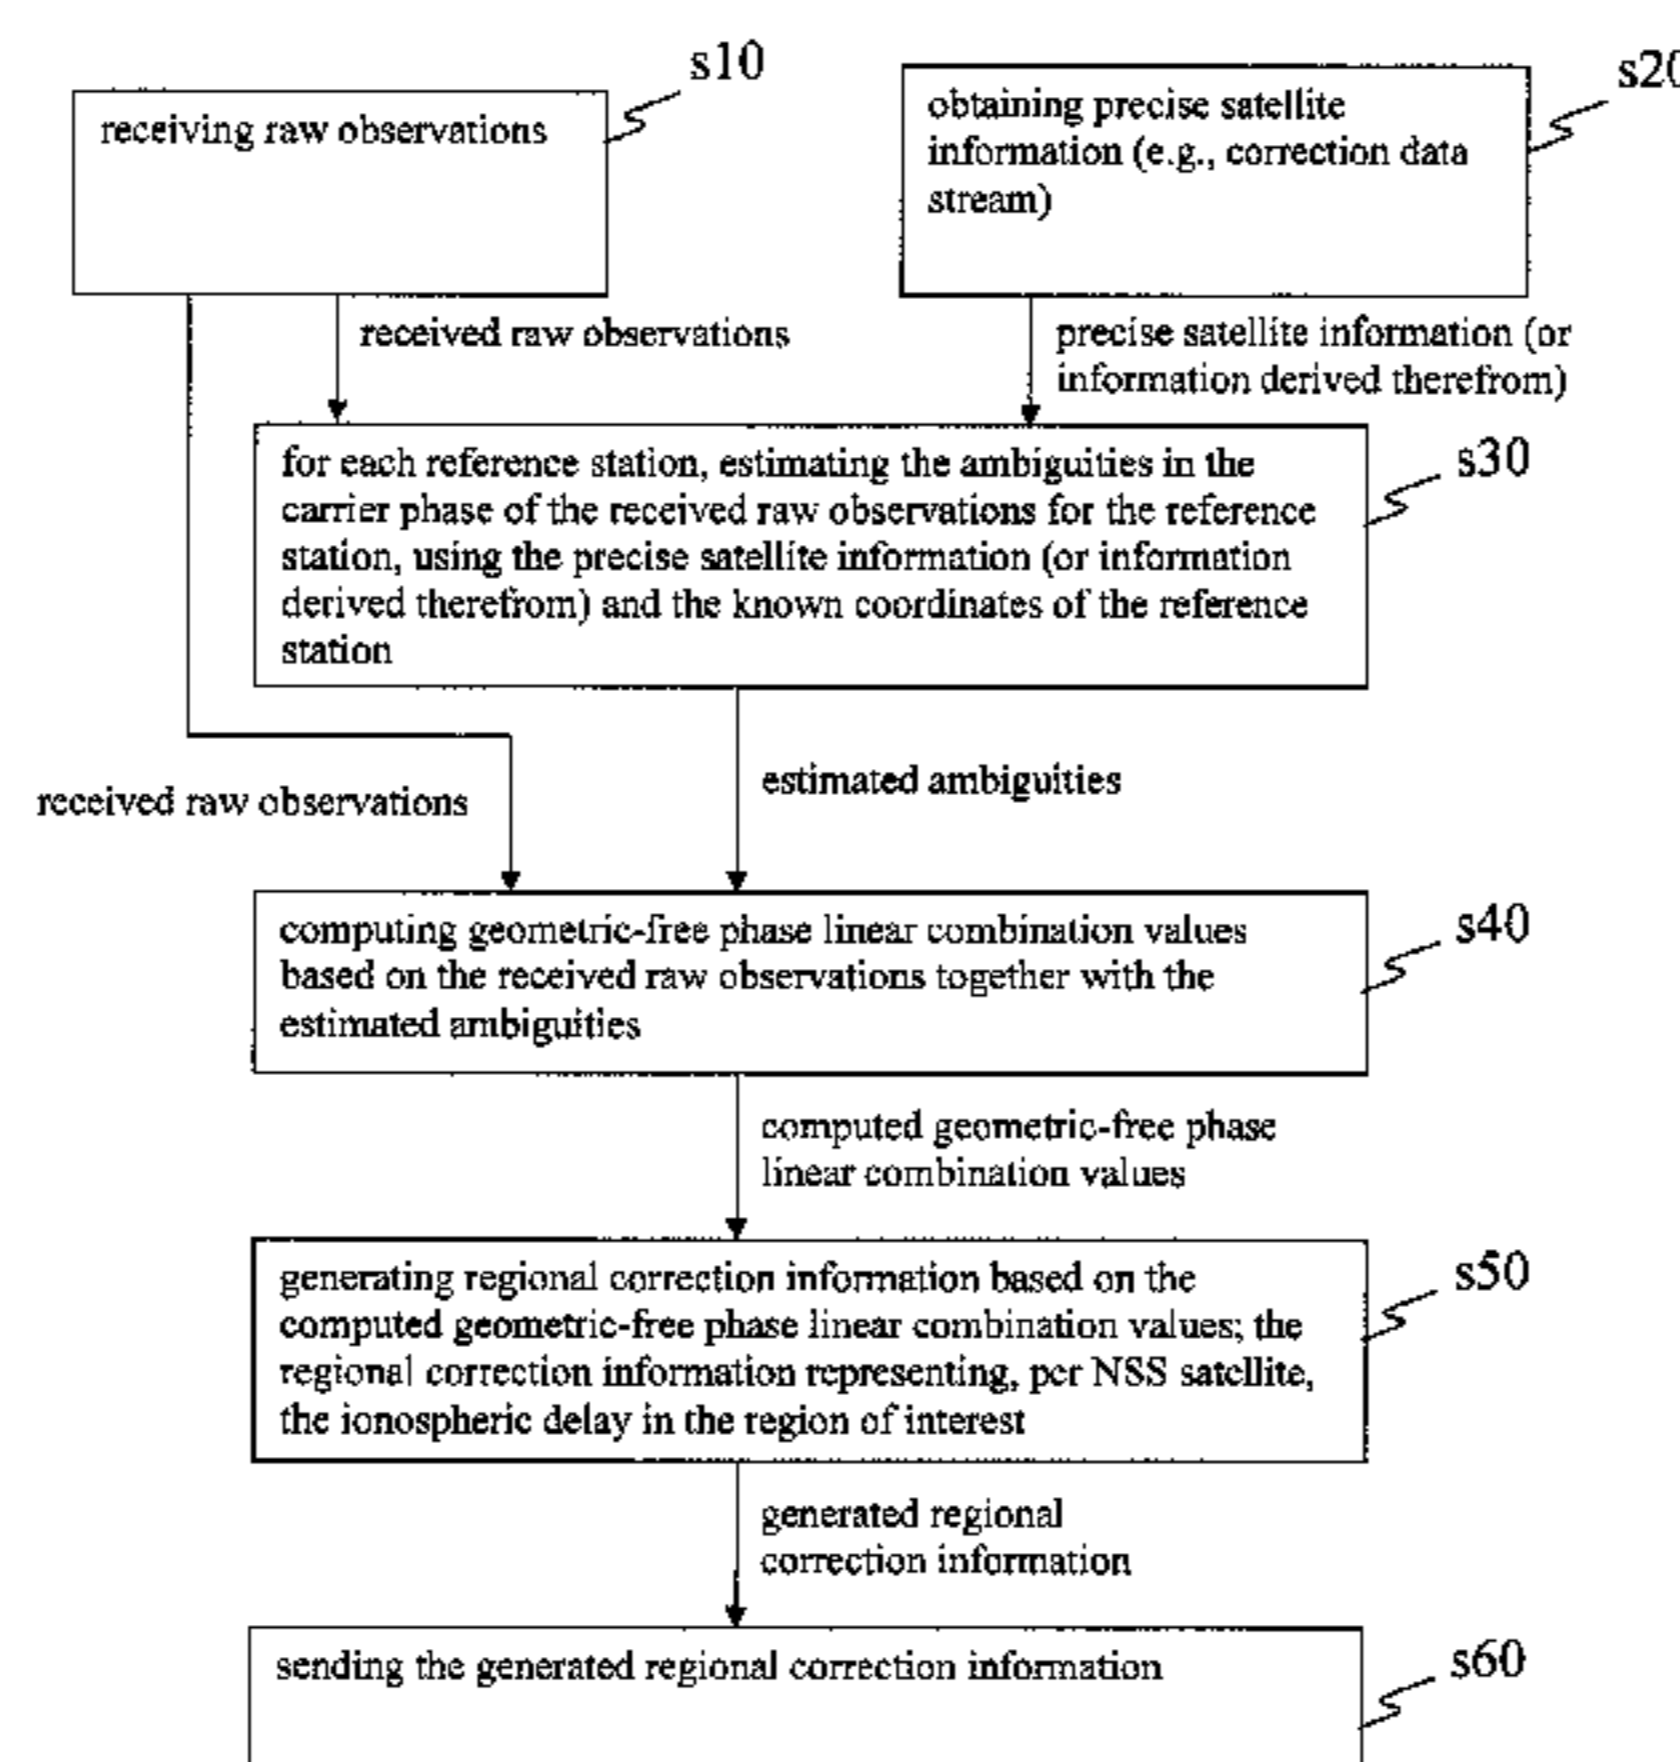 s10
receiving raw observations
s20
obtaining precise satellite
information (e.g., correction data
stream)
received raw observations
precise satellite information (or
information derived therefrom)
s30
for each reference station, estimating the ambiguities in the
carrier phase of the received raw observations for the reference
station, using the precise satellite information (or information
derived therefrom) and the known coordinates of the reference
station
received raw observations
estimated ambiguities
s40
computing geometric-free phase linear combination values
based on the received raw observations together with the
estimated ambiguities
computed geometric-free phase
linear combination values
s50
generating regional correction information based on the
computed geometric-free phase linear combination values; the
regional correction information representing, per NSS satellite,
the ionospheric delay in the region of interest
generated regional
correction information
s60
sending the generated regional correction information